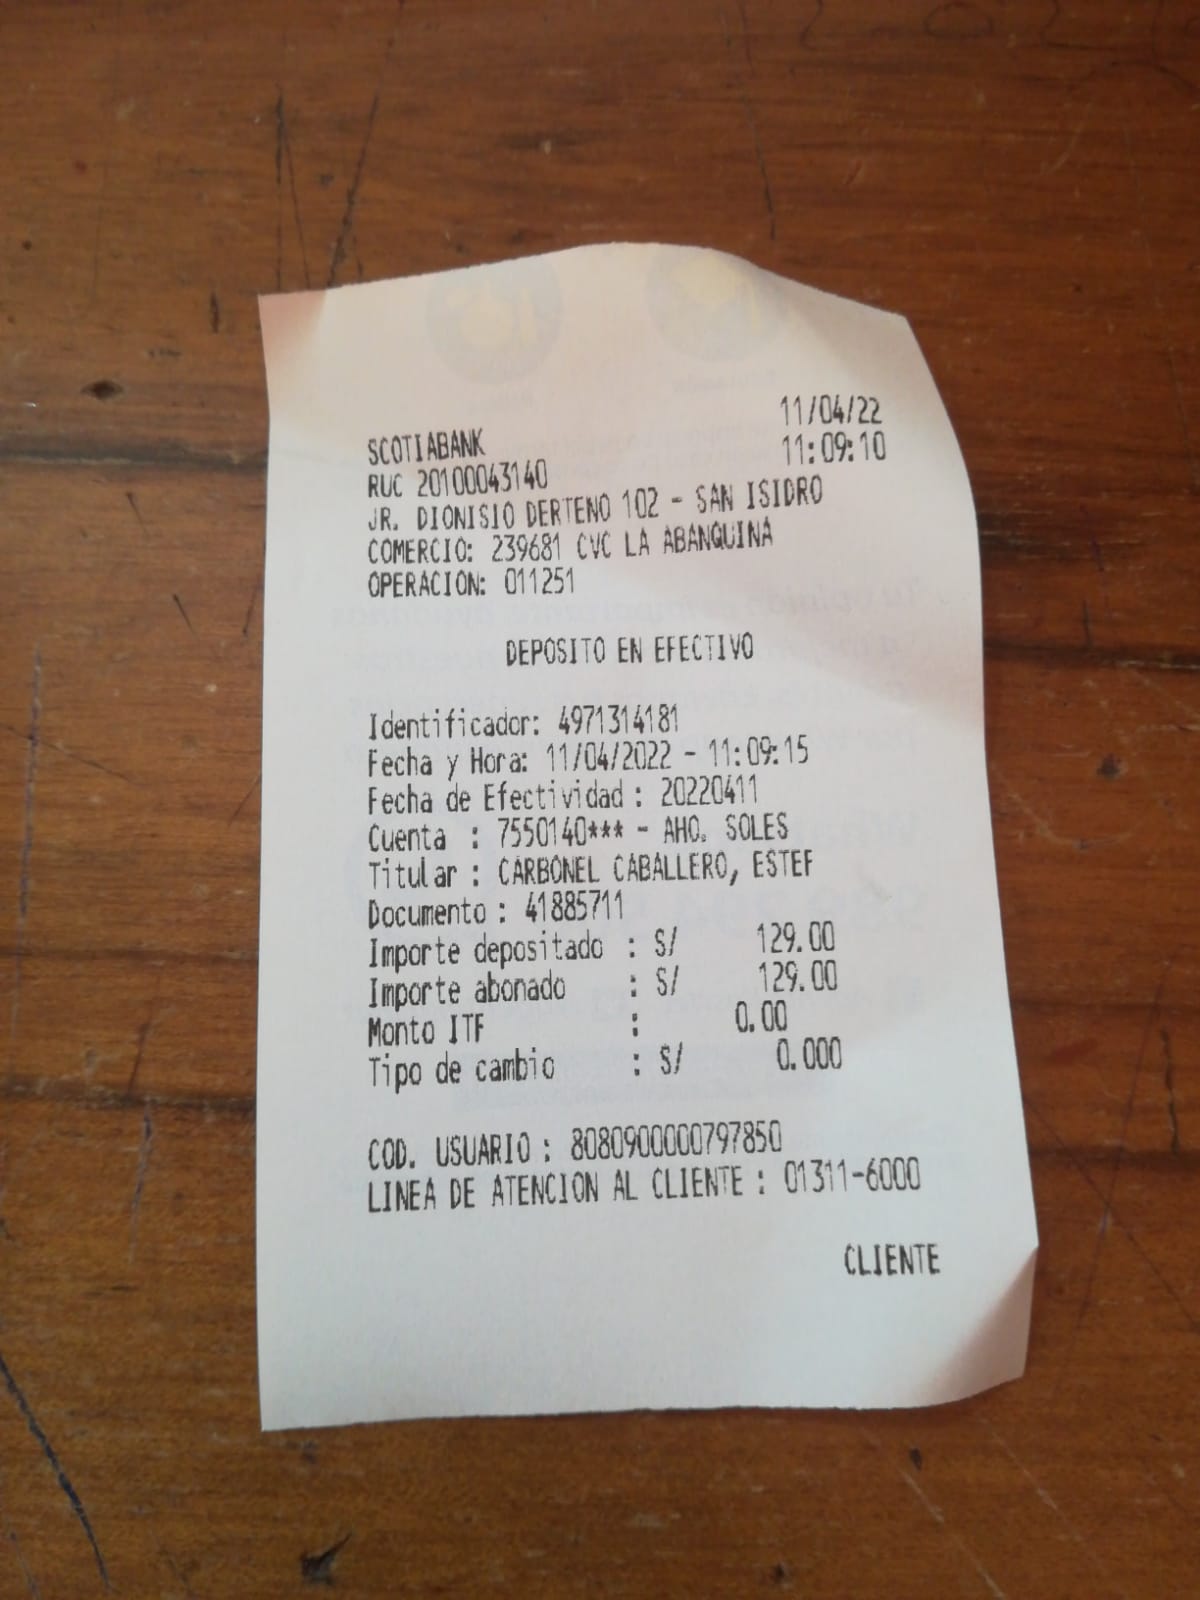 11/04/22
SCOTIABANK 11:09:10
RUC 20100043140
JR. DIONISIO DERTENO 102 - SAN ISIDRO
COMERCIO: 239681 CVC LA ABANQUINA
OPERACION: 011251
DEPOSITO EN EFECTIVO
Identificador: 4971314181
Fecha y Hora: 11/04/2022 - 11:09:15
Fecha de Efectividad : 20220411
Cuenta : 7550140*** - AHO. SOLES
Titular : CARBONEL CABALLERO, ESTEF
Documento : 41885711
Importe depositado : S/ 129.00
Importe abonado : S/ 129.00
Monto ITF : 0.00
Tipo de cambio : S/ 0.000
COD. USUARIO : 8080900000797850
LINEA DE ATENCION AL CLIENTE : 01311-6000
CLIENTE